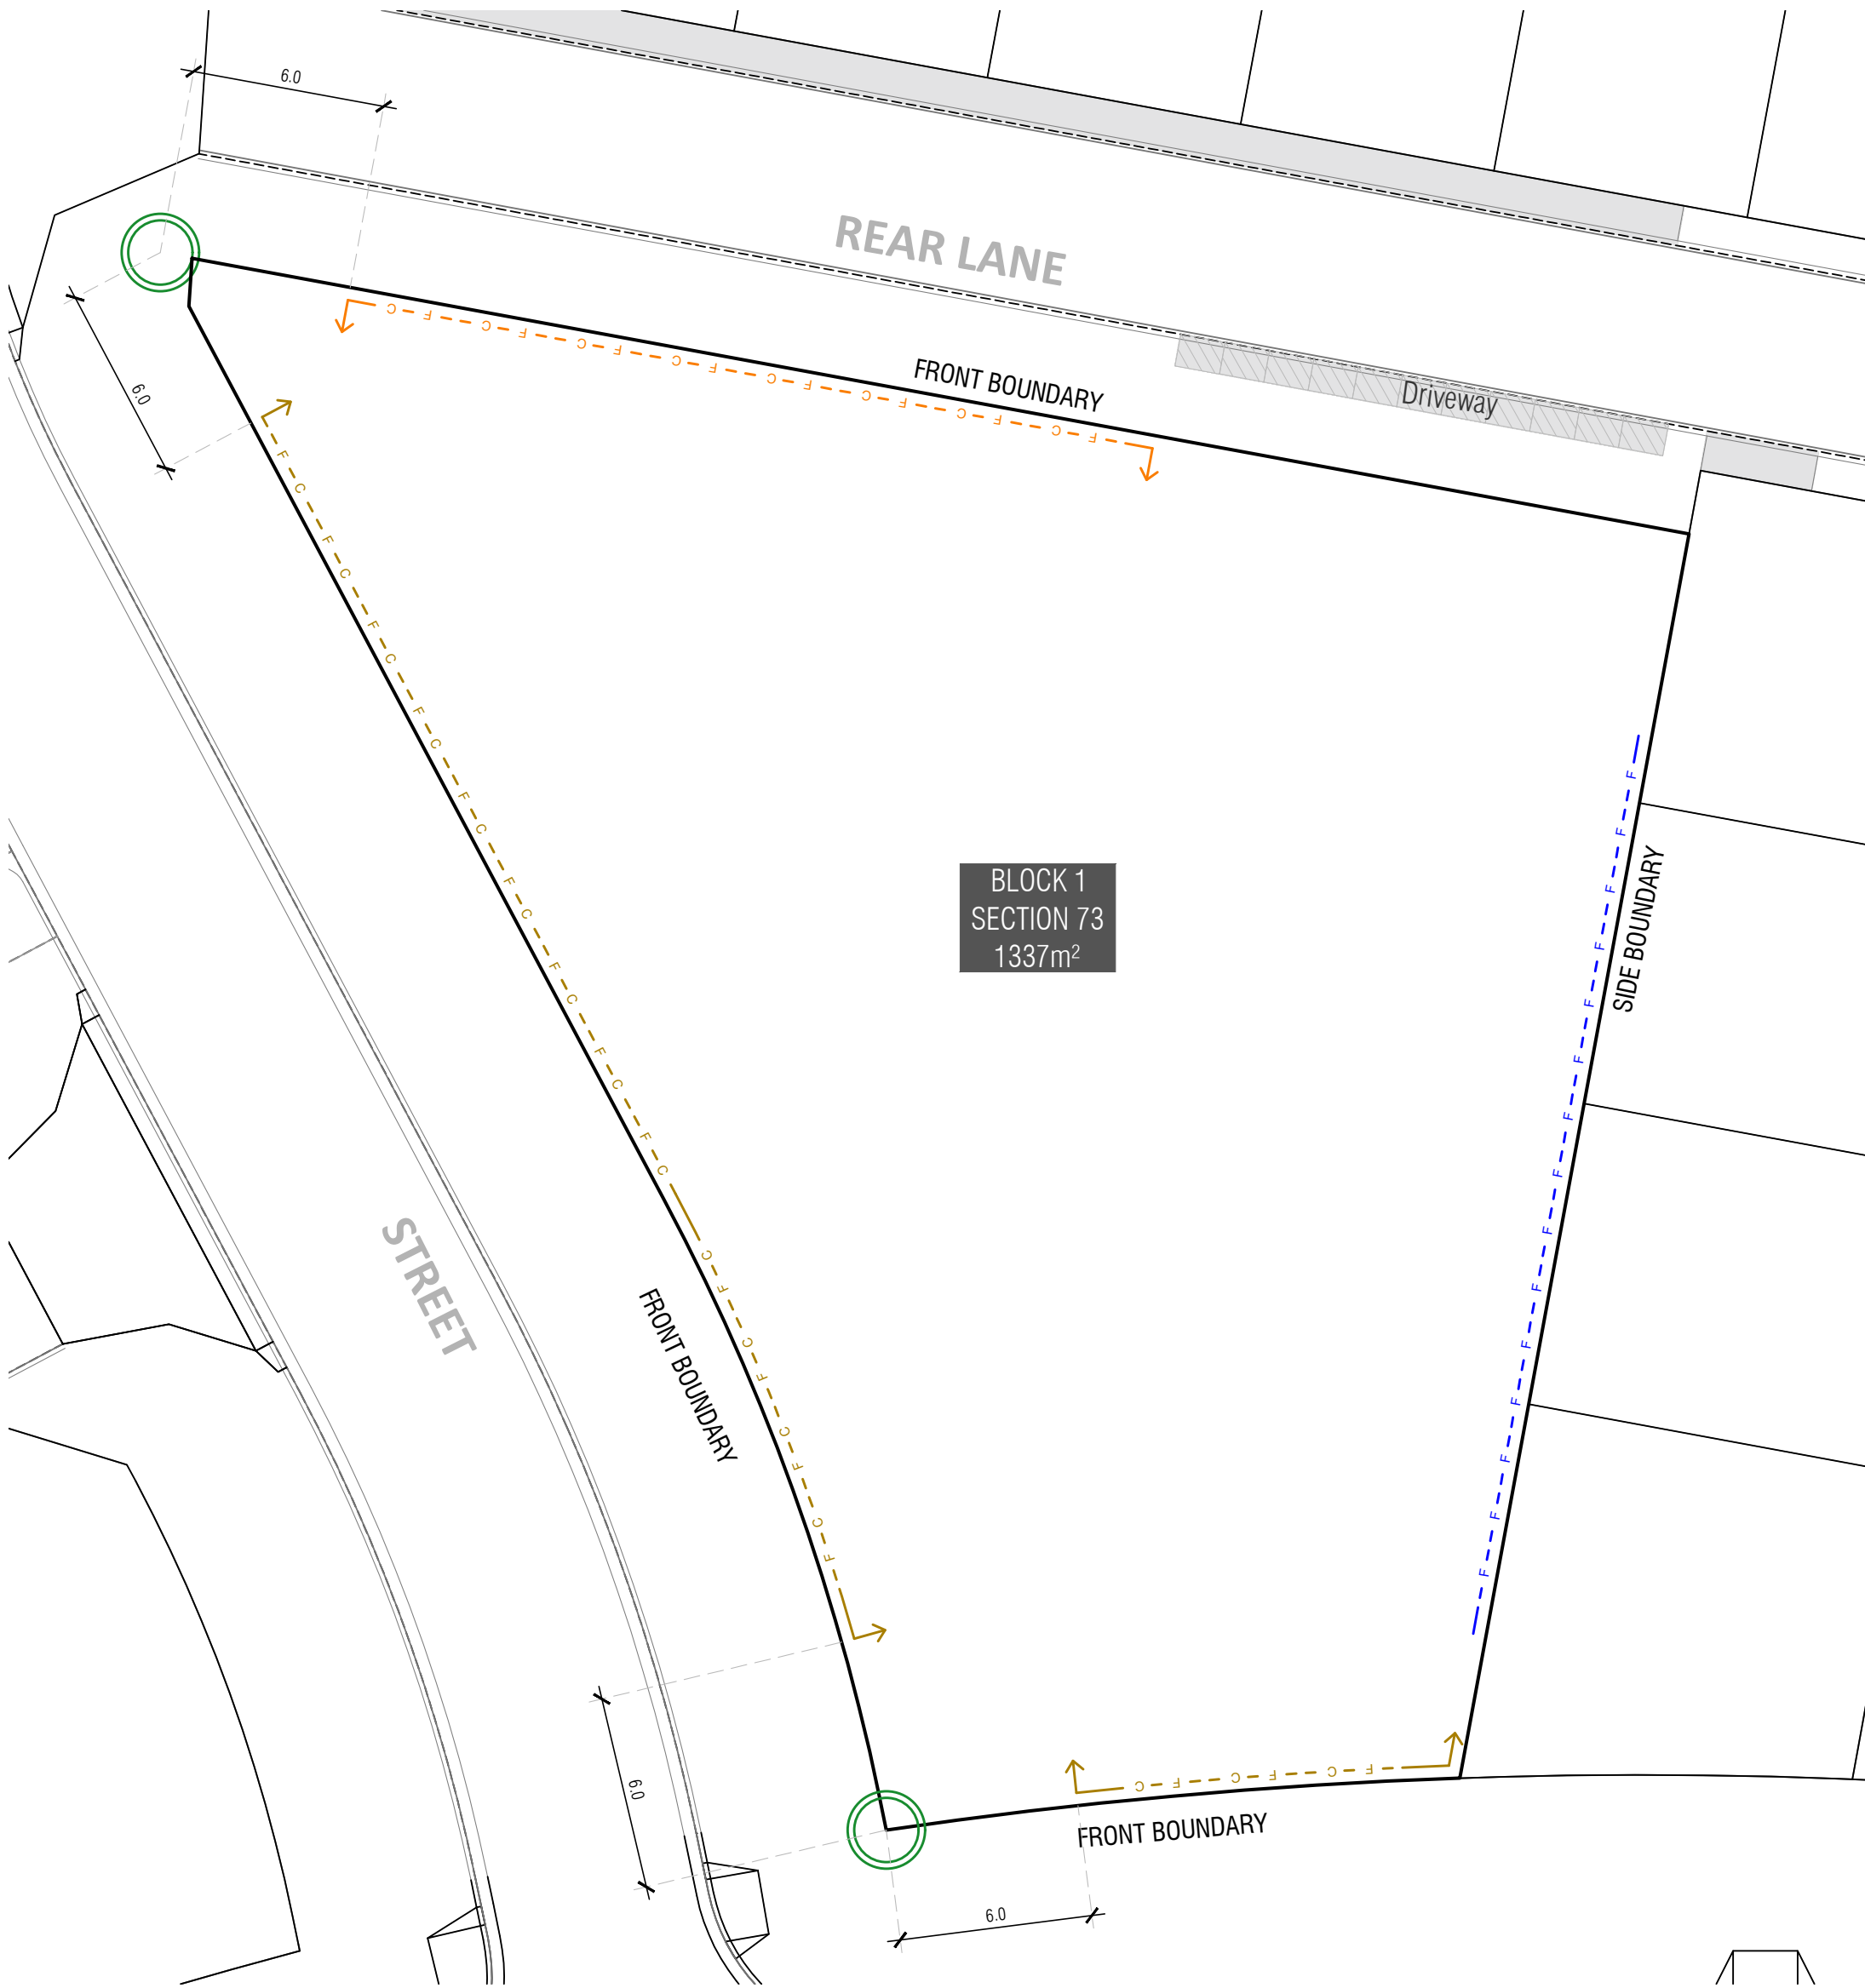 6.0
REAR LANE
FRONT BOUNDARY
Driveway
6.0
C F C F C F C F C F C F C F C F
F C F C F C F C F C F C F C F C F C
BLOCK 1
SECTION 73
1337m²
SIDE BOUNDARY
F F F F F F F F F F F F F F F
STREET
FRONT BOUNDARY
C F C F C F C F
6.0
C F C F C F
FRONT BOUNDARY
6.0